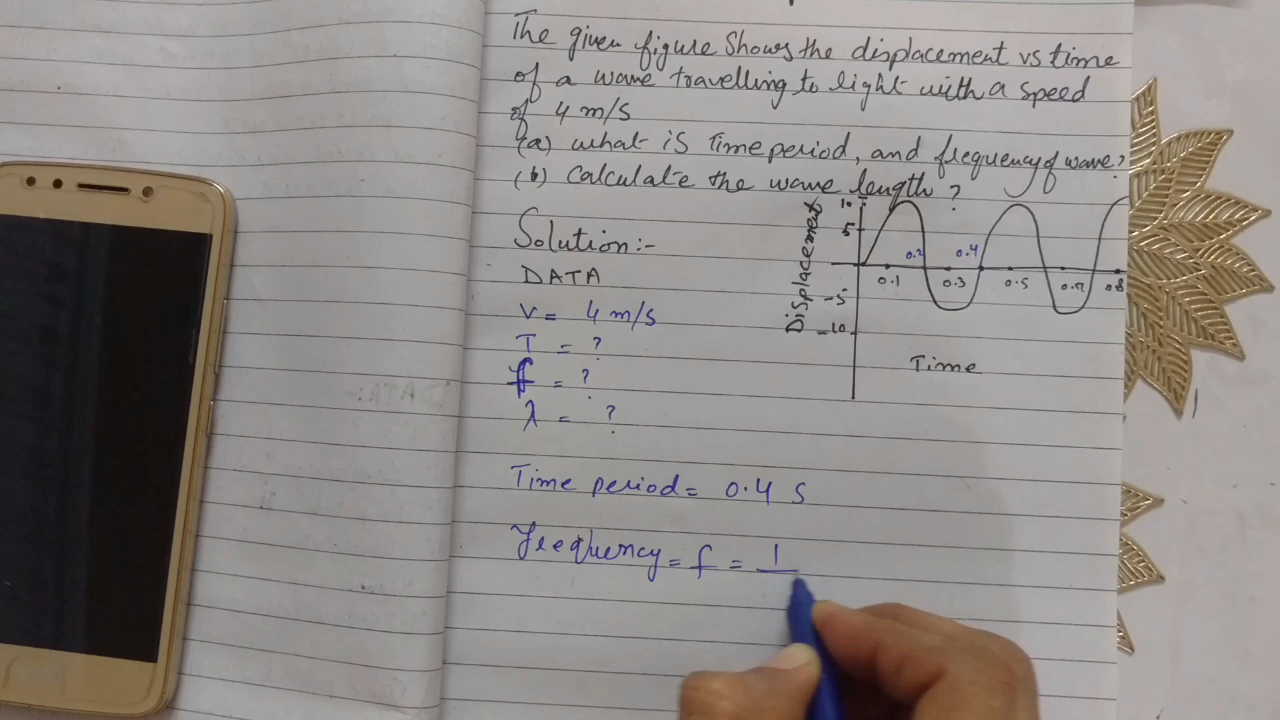 The given figure Shows the displacement vs time
of a wave travelling to light with a speed
of 4 m/s
(a) what is Time period, and frequency of wave?
(b) Calculate the wave length?
Solution:-
DATA
v = 4 m/s
T = ?
f = ?
λ = ?
Displacement
10
5
-5
-10
0.1
0.2
0.3
0.4
0.5
0.7
0.8
Time
Time period = 0.4 S
Frequency = f = 1